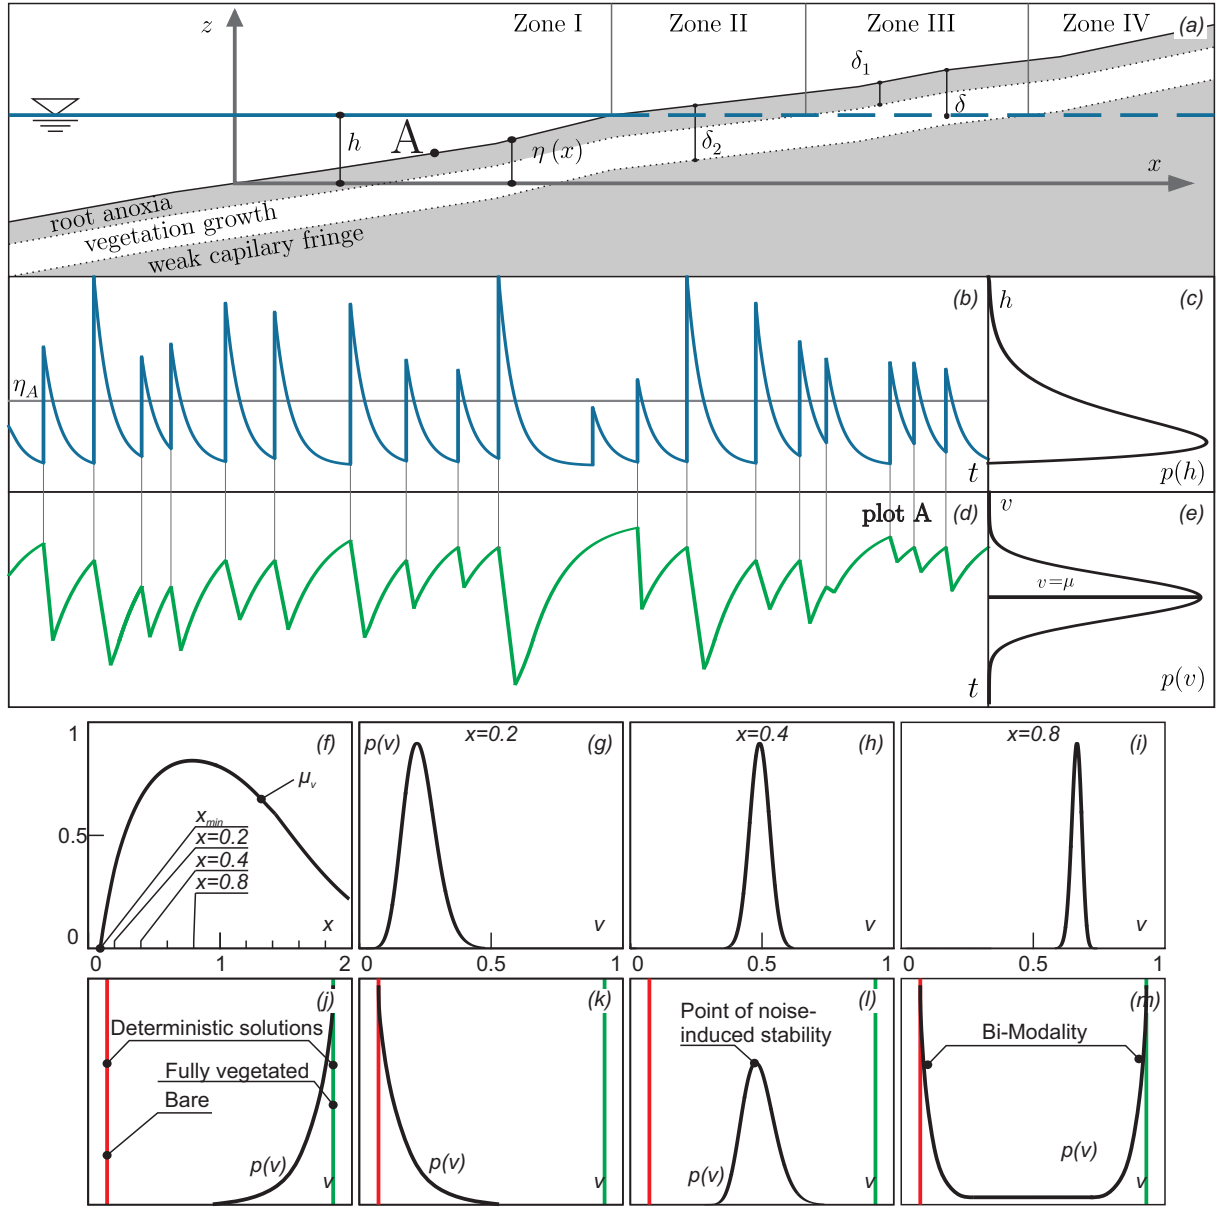 z
Zone I
Zone II
Zone III
Zone IV
(a)
δ₁
δ
h
A
η (x)
δ₂
x
root anoxia
vegetation growth
weak capilary fringe
(b)
η_A
t
h
(c)
p(h)
plot A
(d)
t
v
(e)
v=μ
p(v)
1
(f)
μ_v
x_min
0.5
x=0.2
x=0.4
x=0.8
x
0
0
1
2
p(v)
x=0.2
(g)
v
0
0.5
1
x=0.4
(h)
v
0
0.5
1
x=0.8
(i)
v
0
0.5
1
(j)
Deterministic solutions
Fully vegetated
Bare
p(v)
v
(k)
p(v)
v
(l)
Point of noise-
induced stability
p(v)
v
(m)
Bi-Modality
p(v)
v